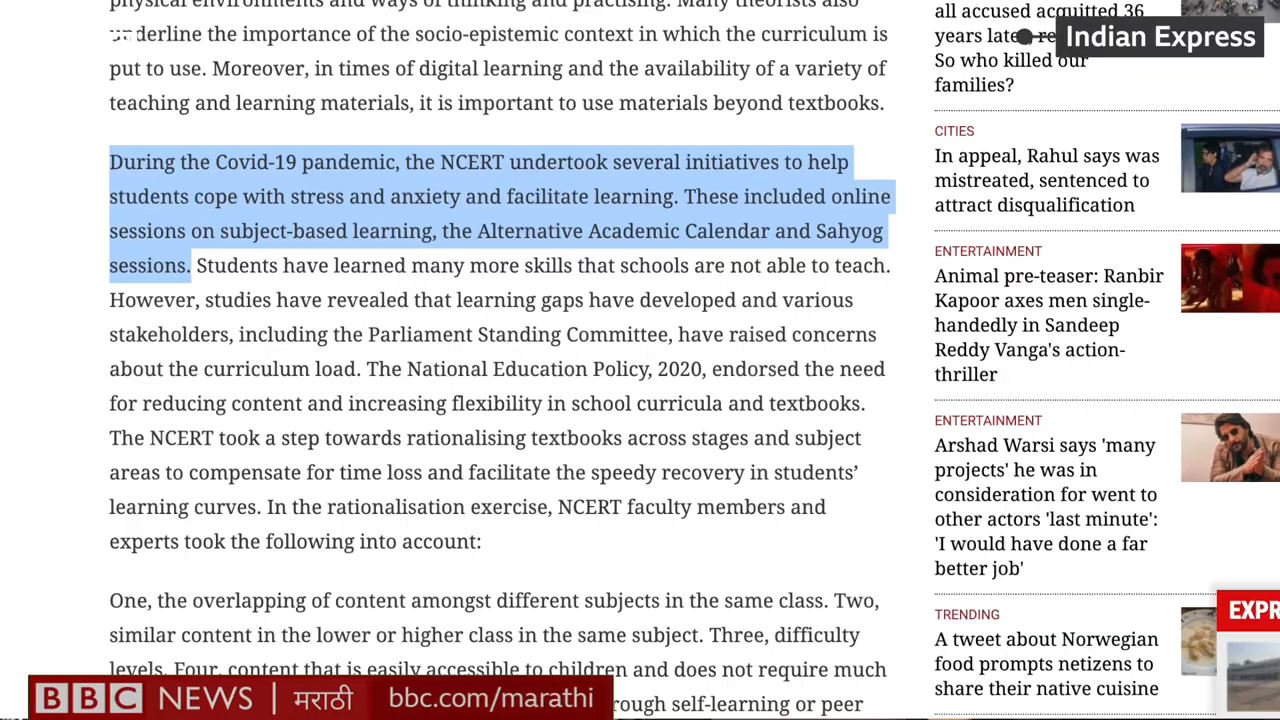 physical environments and ways of thinking and practising. Many theorists also
underline the importance of the socio-epistemic context in which the curriculum is
put to use. Moreover, in times of digital learning and the availability of a variety of
teaching and learning materials, it is important to use materials beyond textbooks.
During the Covid-19 pandemic, the NCERT undertook several initiatives to help
students cope with stress and anxiety and facilitate learning. These included online
sessions on subject-based learning, the Alternative Academic Calendar and Sahyog
sessions. Students have learned many more skills that schools are not able to teach.
However, studies have revealed that learning gaps have developed and various
stakeholders, including the Parliament Standing Committee, have raised concerns
about the curriculum load. The National Education Policy, 2020, endorsed the need
for reducing content and increasing flexibility in school curricula and textbooks.
The NCERT took a step towards rationalising textbooks across stages and subject
areas to compensate for time loss and facilitate the speedy recovery in students’
learning curves. In the rationalisation exercise, NCERT faculty members and
experts took the following into account:
One, the overlapping of content amongst different subjects in the same class. Two,
similar content in the lower or higher class in the same subject. Three, difficulty
levels. Four, content that is easily accessible to children and does not require much
rough self-learning or peer
all accused acquitted 36
years late
So who killed our
families?
Indian Express
CITIES
In appeal, Rahul says was
mistreated, sentenced to
attract disqualification
ENTERTAINMENT
Animal pre-teaser: Ranbir
Kapoor axes men single-
handedly in Sandeep
Reddy Vanga's action-
thriller
ENTERTAINMENT
Arshad Warsi says 'many
projects' he was in
consideration for went to
other actors 'last minute':
'I would have done a far
better job'
TRENDING
A tweet about Norwegian
food prompts netizens to
share their native cuisine
EXPR
BBC NEWS | मराठी bbc.com/marathi